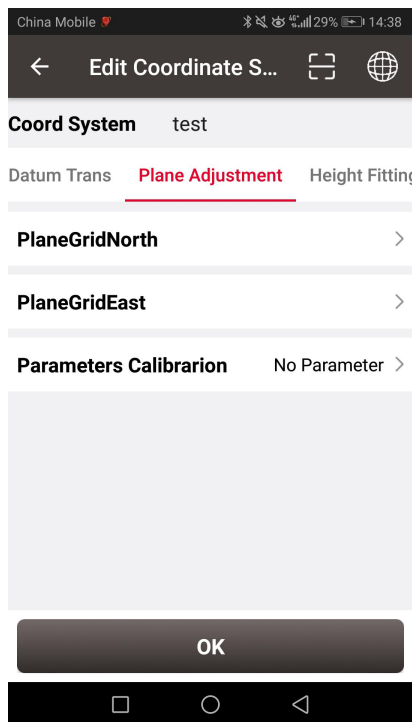 China Mobile 4G 29% 14:38
Edit Coordinate S...
Coord System test
Datum Trans Plane Adjustment Height Fitting
PlaneGridNorth
PlaneGridEast
Parameters Calibrarion No Parameter
OK